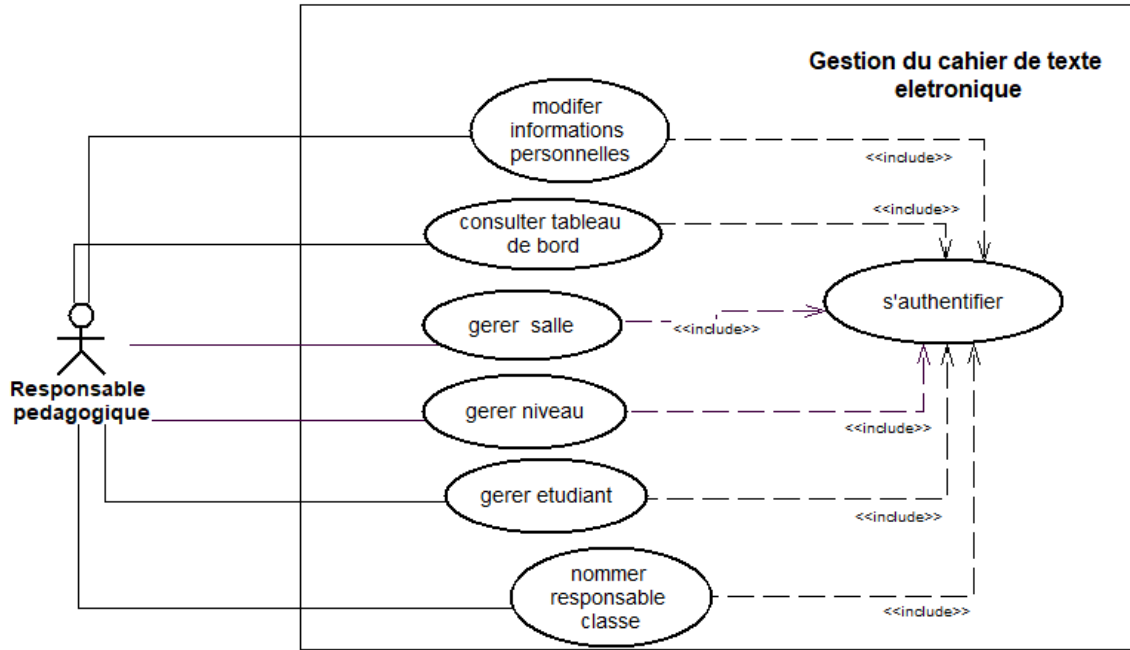 Gestion du cahier de texte
eletronique
modifer
informations
personnelles
<<include>>
consulter tableau
de bord
<<include>>
s'authentifier
gerer salle
<<include>>
Responsable
pedagogique
gerer niveau
<<include>>
gerer etudiant
<<include>>
nommer
responsable
classe
<<include>>